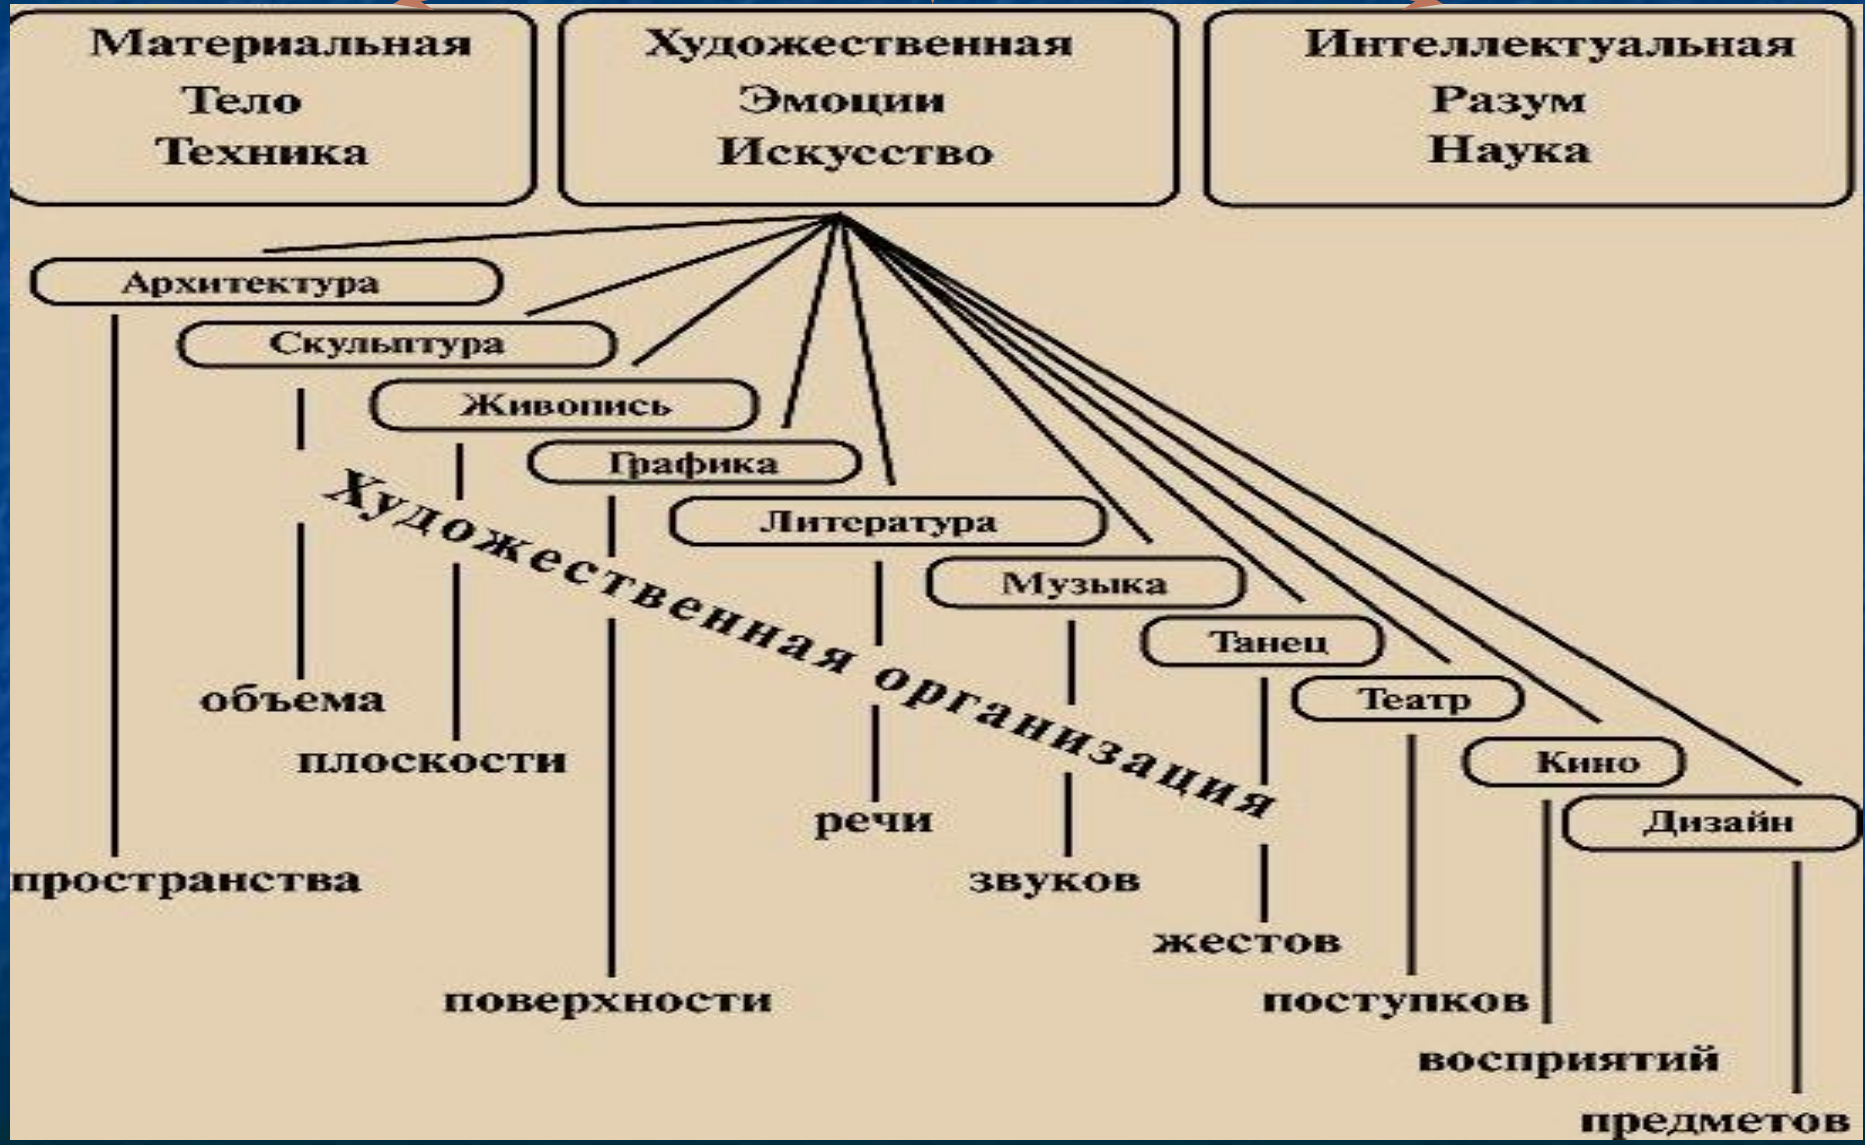 Материальная
Тело
Техника
Художественная
Эмоции
Искусство
Интеллектуальная
Разум
Наука
Архитектура
Скульптура
Живопись
Графика
Литература
Музыка
Танец
Театр
Кино
Дизайн
Художественная организация
объема
плоскости
речи
пространства
звуков
жестов
поверхности
поступков
восприятий
предметов